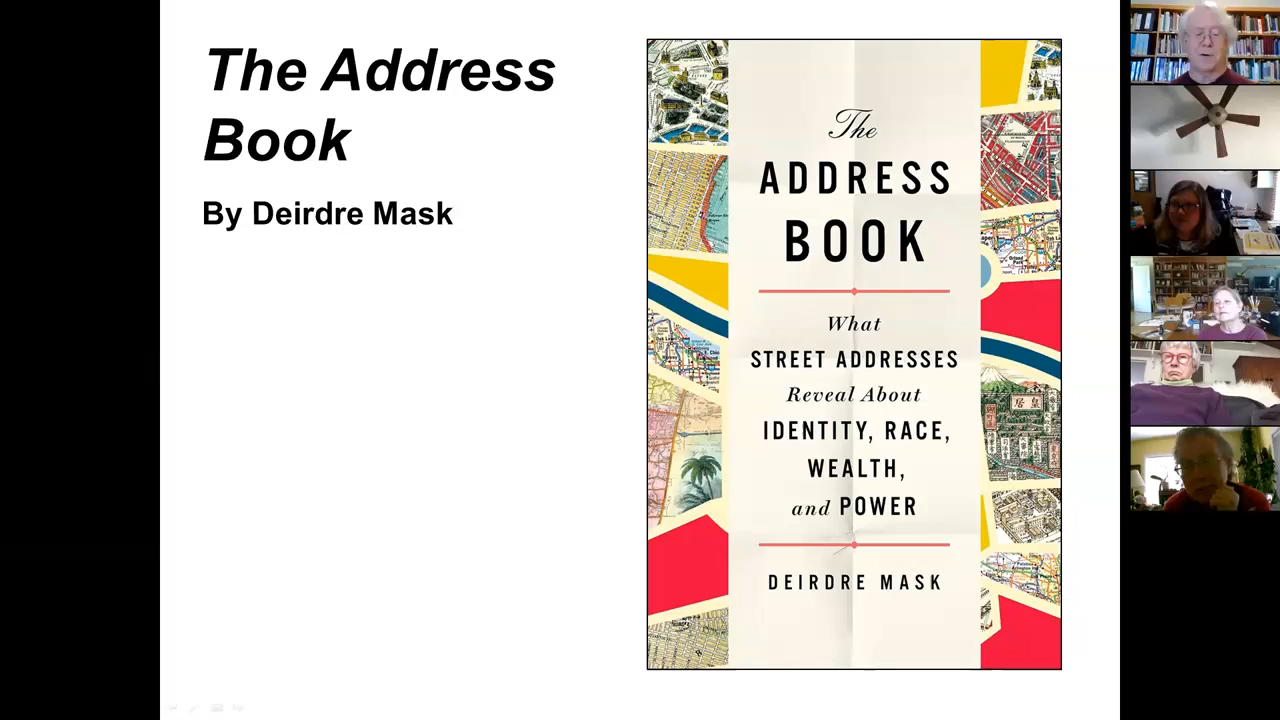 The Address
Book
By Deirdre Mask
The
ADDRESS
BOOK
What
STREET ADDRESSES
Reveal About
IDENTITY, RACE,
WEALTH,
and POWER
DEIRDRE MASK